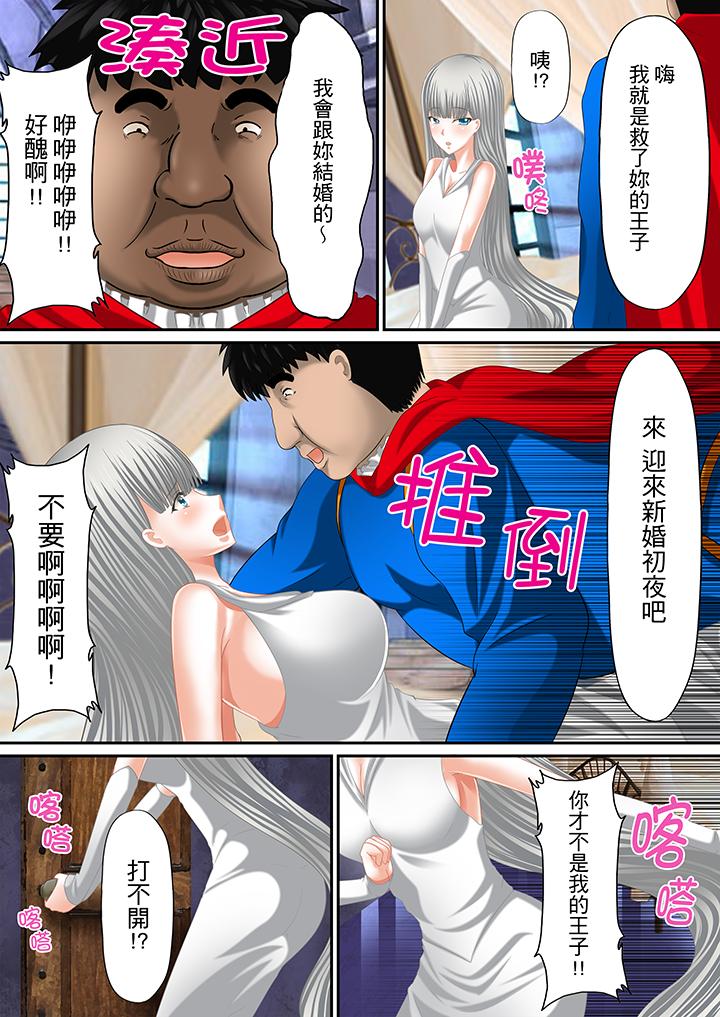 嗨
我就是救了妳的王子
咦!?
噗咚
我會跟妳結婚的～
湊近
咿咿咿咿咿!!
好醜啊!!
來 迎來新婚初夜吧
推倒
不要啊啊啊啊！
你才不是我的王子!!
喀嗒
打不開!?
喀嗒
喀嗒